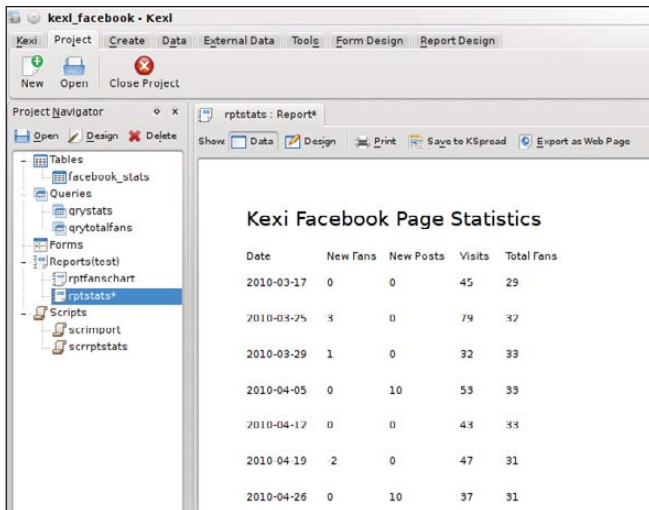 kexi_facebook - Kexi
Kexi Project Create Data External Data Tools Form Design Report Design
New Open Close Project
Project Navigator
Open Design Delete
Tables
facebook_stats
Queries
qrystats
qrytotalfans
Forms
Reports(test)
rptfanschart
rptstats*
Scripts
scrimport
scrrptstats
rptstats : Report*
Show: Data Design Print Save to KSpread Export as Web Page
Kexi Facebook Page Statistics
Date New Fans New Posts Visits Total Fans
2010-03-17 0 0 45 29
2010-03-25 3 0 79 32
2010-03-29 1 0 32 33
2010-04-05 0 10 53 33
2010-04-12 0 0 43 33
2010-04-19 -2 0 47 31
2010-04-26 0 10 37 31